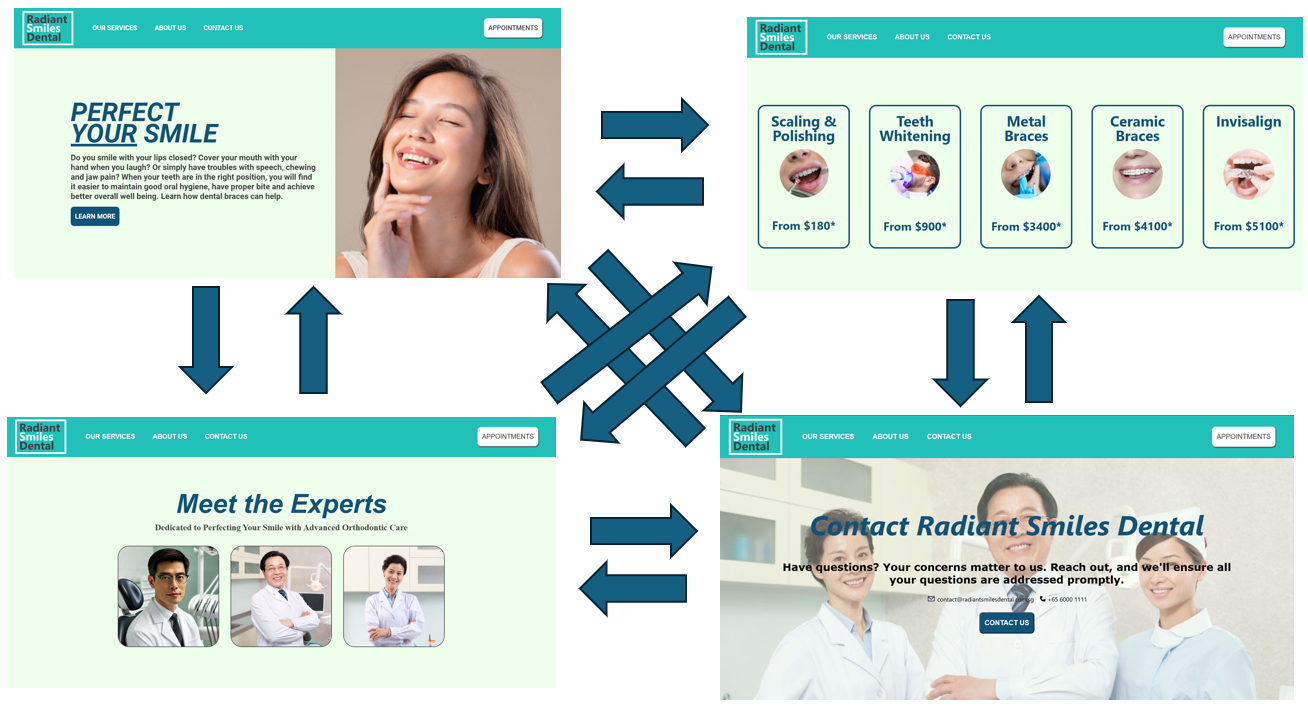 Radiant
Smiles
Dental
OUR SERVICES
ABOUT US
CONTACT US
APPOINTMENTS
PERFECT
YOUR SMILE
Do you smile with your lips closed? Cover your mouth with your
hand when you laugh? Or simply have troubles with speech, chewing
and jaw pain? When your teeth are in the right position, you will find
it easier to maintain good oral hygiene, have proper bite and achieve
better overall well being. Learn how dental braces can help.
LEARN MORE
Radiant
Smiles
Dental
OUR SERVICES
ABOUT US
CONTACT US
APPOINTMENTS
Scaling &
Polishing
From $180*
Teeth
Whitening
From $900*
Metal
Braces
From $3400*
Ceramic
Braces
From $4100*
Invisalign
From $5100*
Radiant
Smiles
Dental
OUR SERVICES
ABOUT US
CONTACT US
APPOINTMENTS
Meet the Experts
Dedicated to Perfecting Your Smile with Advanced Orthodontic Care
Radiant
Smiles
Dental
OUR SERVICES
ABOUT US
CONTACT US
APPOINTMENTS
Contact Radiant Smiles Dental
Have questions? Your concerns matter to us. Reach out, and we'll ensure all
your questions are addressed promptly.
+65 6000 1111
CONTACT US